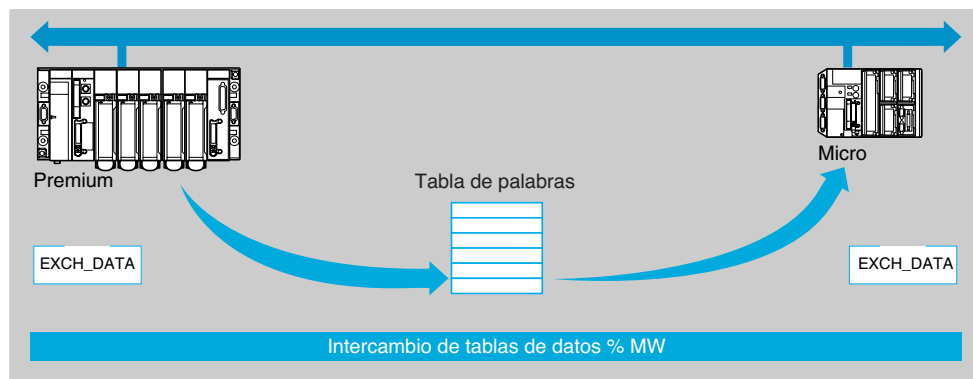 Premium
Micro
Tabla de palabras
EXCH_DATA
EXCH_DATA
Intercambio de tablas de datos % MW